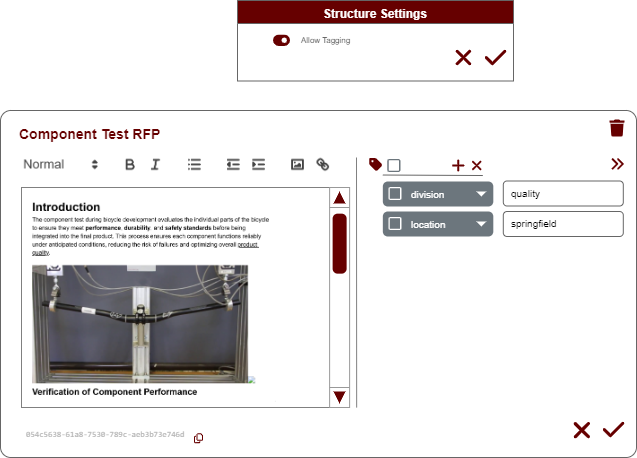 Structure Settings
Allow Tagging
Component Test RFP
Normal B I
division quality
location springfield
Introduction
The component test during bicycle development evaluates the individual parts of the bicycle
to ensure they meet performance, durability, and safety standards before being
integrated into the final product. This process ensures each component functions reliably
under anticipated conditions, reducing the risk of failures and optimizing overall product
quality.
Verification of Component Performance
854c5638-61a8-7530-789c-aeb3b73e746d